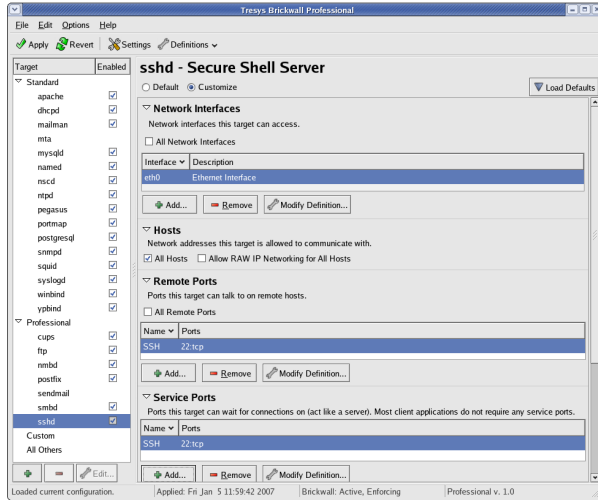 Tresys Brickwall Professional
File Edit Options Help
Apply Revert Settings Definitions
Target Enabled
Standard
apache
dhcpd
mailman
mta
mysqld
named
nscd
ntpd
pegasus
portmap
postgresql
snmpd
squid
syslogd
winbind
ypbind
Professional
cups
ftp
nmbd
postfix
sendmail
smbd
sshd
Custom
All Others
Edit...
sshd - Secure Shell Server
Default Customize Load Defaults
Network Interfaces
Network interfaces this target can access.
All Network Interfaces
Interface Description
eth0 Ethernet Interface
Add... Remove Modify Definition...
Hosts
Network addresses this target is allowed to communicate with.
All Hosts Allow RAW IP Networking for All Hosts
Remote Ports
Ports this target can talk to on remote hosts.
All Remote Ports
Name Ports
SSH 22:tcp
Add... Remove Modify Definition...
Service Ports
Ports this target can wait for connections on (act like a server). Most client applications do not require any service ports.
Name Ports
SSH 22:tcp
Add... Remove Modify Definition...
Loaded current configuration. Applied: Fri Jan 5 11:59:42 2007 Brickwall: Active, Enforcing Professional v. 1.0